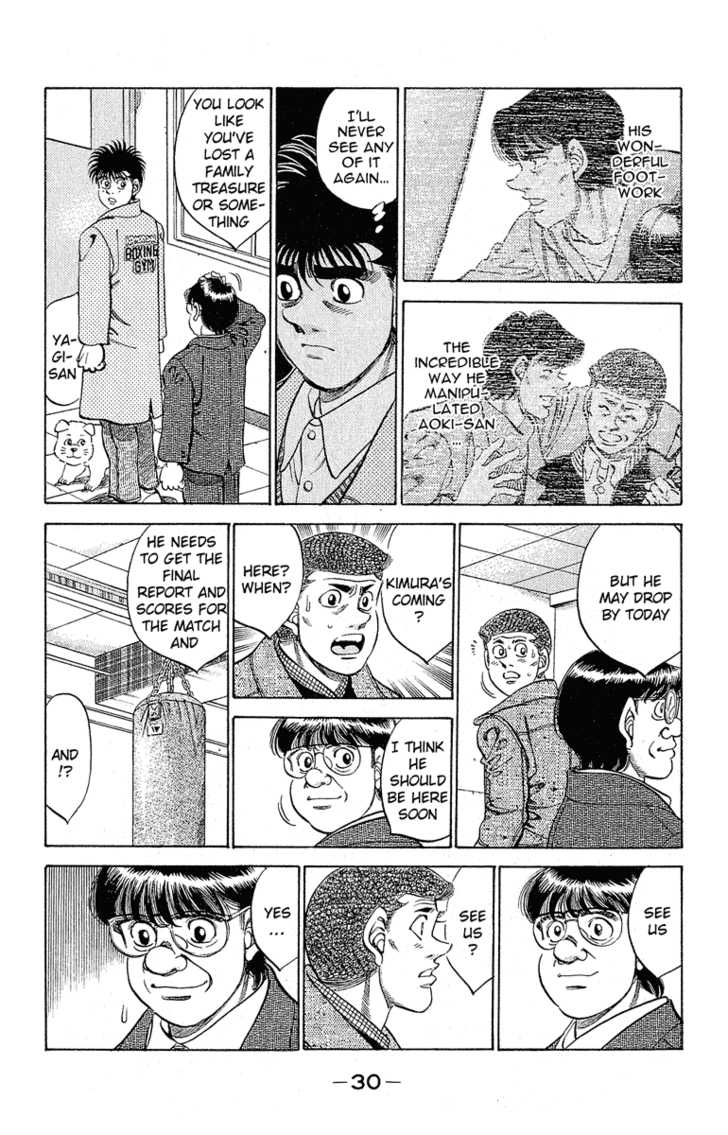 HIS
WON-
DERFUL
FOOT-
WORK
THE
INCREDIBLE
WAY HE
MANIPU-
LATED
AOKI-SAN
...
I'LL
NEVER
SEE ANY
OF IT
AGAIN...
YOU LOOK
LIKE
YOU'VE
LOST A
FAMILY
TREASURE
OR SOME-
THING
BOXING
GYM
YA-
GI-
SAN
BUT HE
MAY DROP
BY TODAY
KIMURA'S
COMING
?
HERE?
WHEN?
I THINK
HE
SHOULD
BE HERE
SOON
HE NEEDS
TO GET THE
FINAL
REPORT AND
SCORES FOR
THE MATCH
AND
AND
!?
SEE
US
SEE
US
?
YES
...
-30-